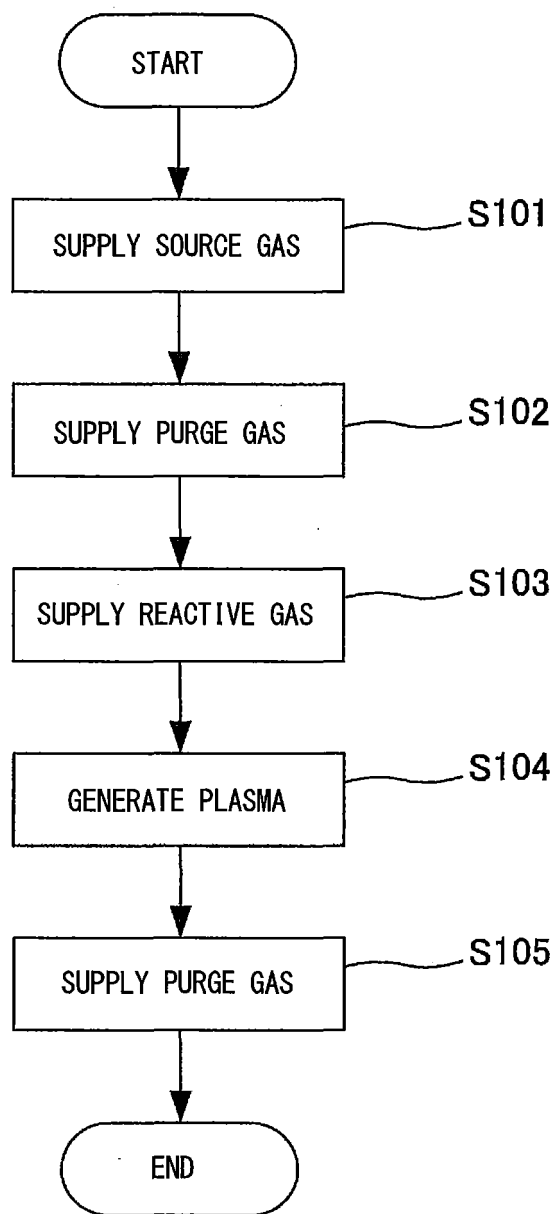 START
SUPPLY SOURCE GAS
S101
SUPPLY PURGE GAS
S102
SUPPLY REACTIVE GAS
S103
GENERATE PLASMA
S104
SUPPLY PURGE GAS
S105
END